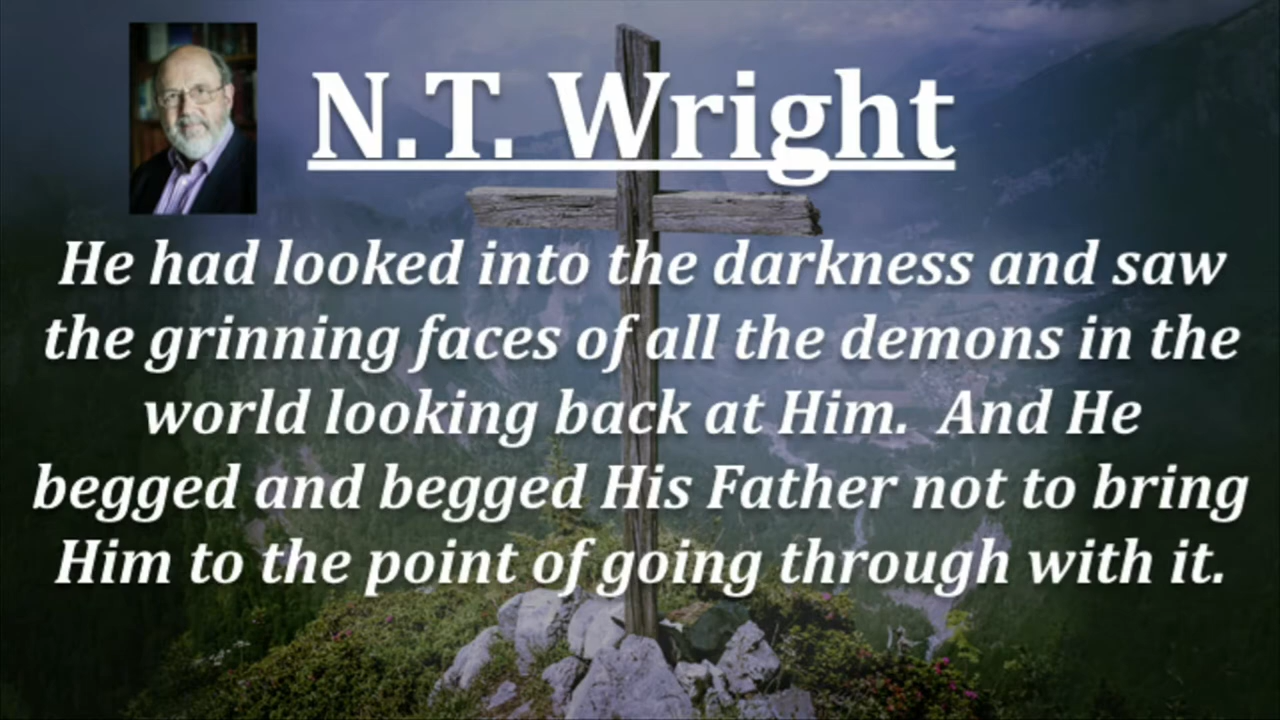 N.T. Wright
He had looked into the darkness and saw
the grinning faces of all the demons in the
world looking back at Him.  And He
begged and begged His Father not to bring
Him to the point of going through with it.